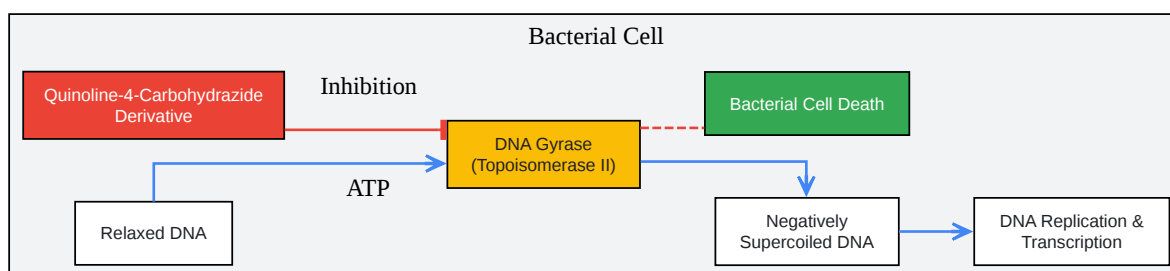 Bacterial Cell
Quinoline-4-Carbohydrazide
Derivative
Inhibition
Bacterial Cell Death
DNA Gyrase
(Topoisomerase II)
ATP
Relaxed DNA
Negatively
Supercoiled DNA
DNA Replication &
Transcription